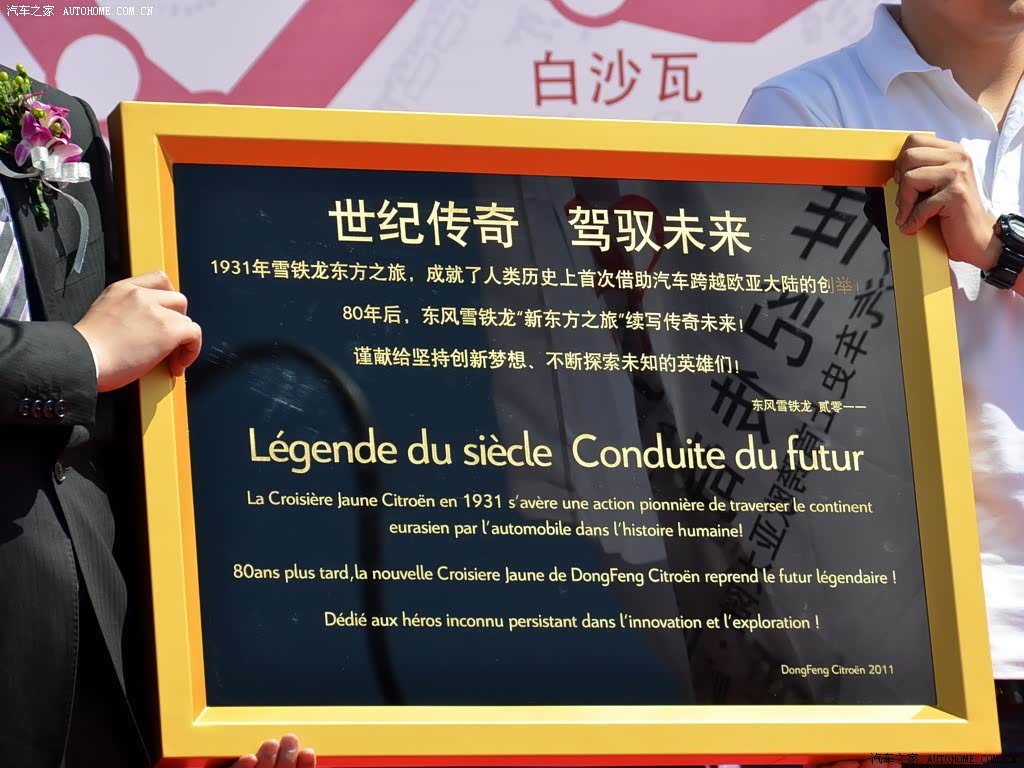 汽车之家 AUTOHOME.COM.CN
白沙瓦
世纪传奇 驾驭未来
1931年雪铁龙东方之旅，成就了人类历史上首次借助汽车跨越欧亚大陆的创举！
80年后，东风雪铁龙“新东方之旅”续写传奇未来！
谨献给坚持创新梦想、不断探索未知的英雄们！
东风雪铁龙 贰零一一
Légende du siècle Conduite du futur
La Croisière Jaune Citroën en 1931 s'avère une action pionnière de traverser le continent
eurasien par l'automobile dans l'histoire humaine!
80ans plus tard,la nouvelle Croisiere Jaune de DongFeng Citroën reprend le futur légendaire !
Dédié aux héros inconnu persistant dans l'innovation et l'exploration !
DongFeng Citroën 2011
汽车之家 AUTOHOME.COM.CN